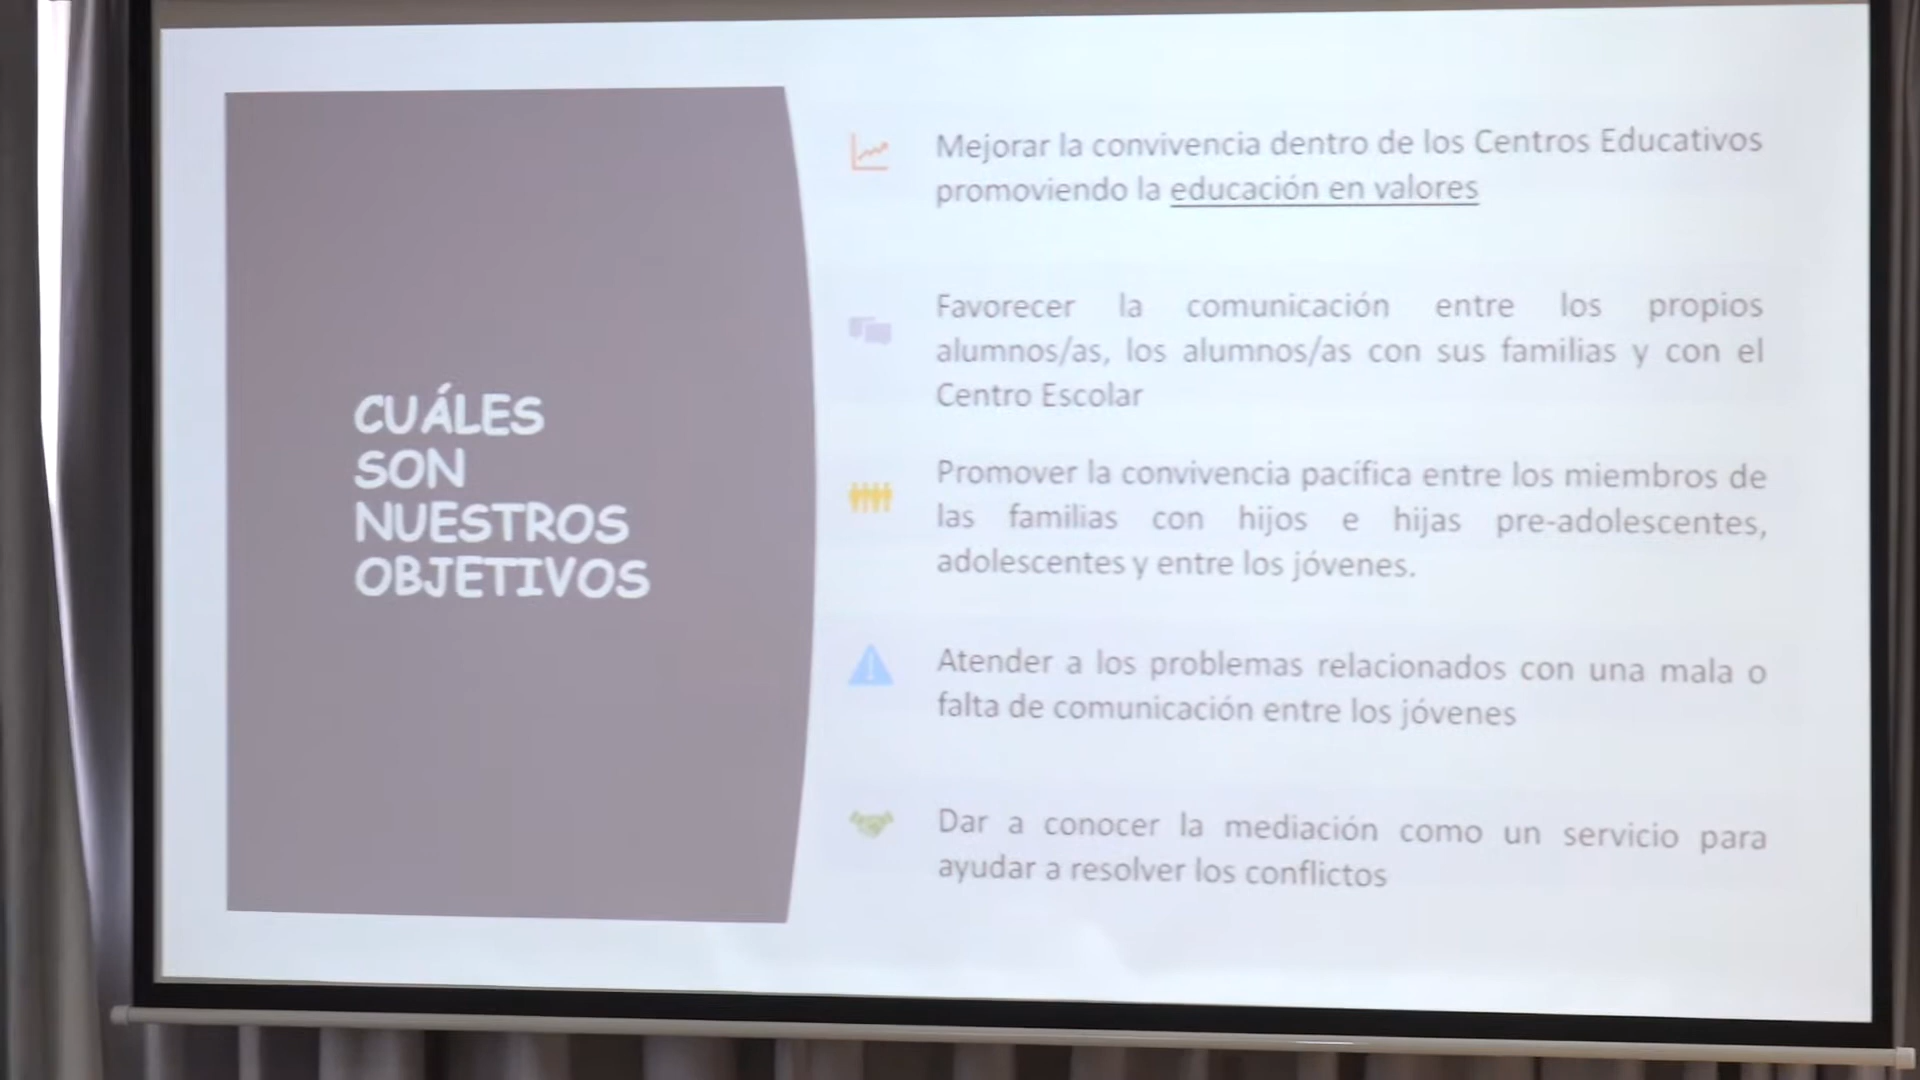 CUÁLES
SON
NUESTROS
OBJETIVOS
Mejorar la convivencia dentro de los Centros Educativos
promoviendo la educación en valores
Favorecer la comunicación entre los propios
alumnos/as, los alumnos/as con sus familias y con el
Centro Escolar
Promover la convivencia pacífica entre los miembros de
las familias con hijos e hijas pre-adolescentes,
adolescentes y entre los jóvenes.
Atender a los problemas relacionados con una mala o
falta de comunicación entre los jóvenes
Dar a conocer la mediación como un servicio para
ayudar a resolver los conflictos